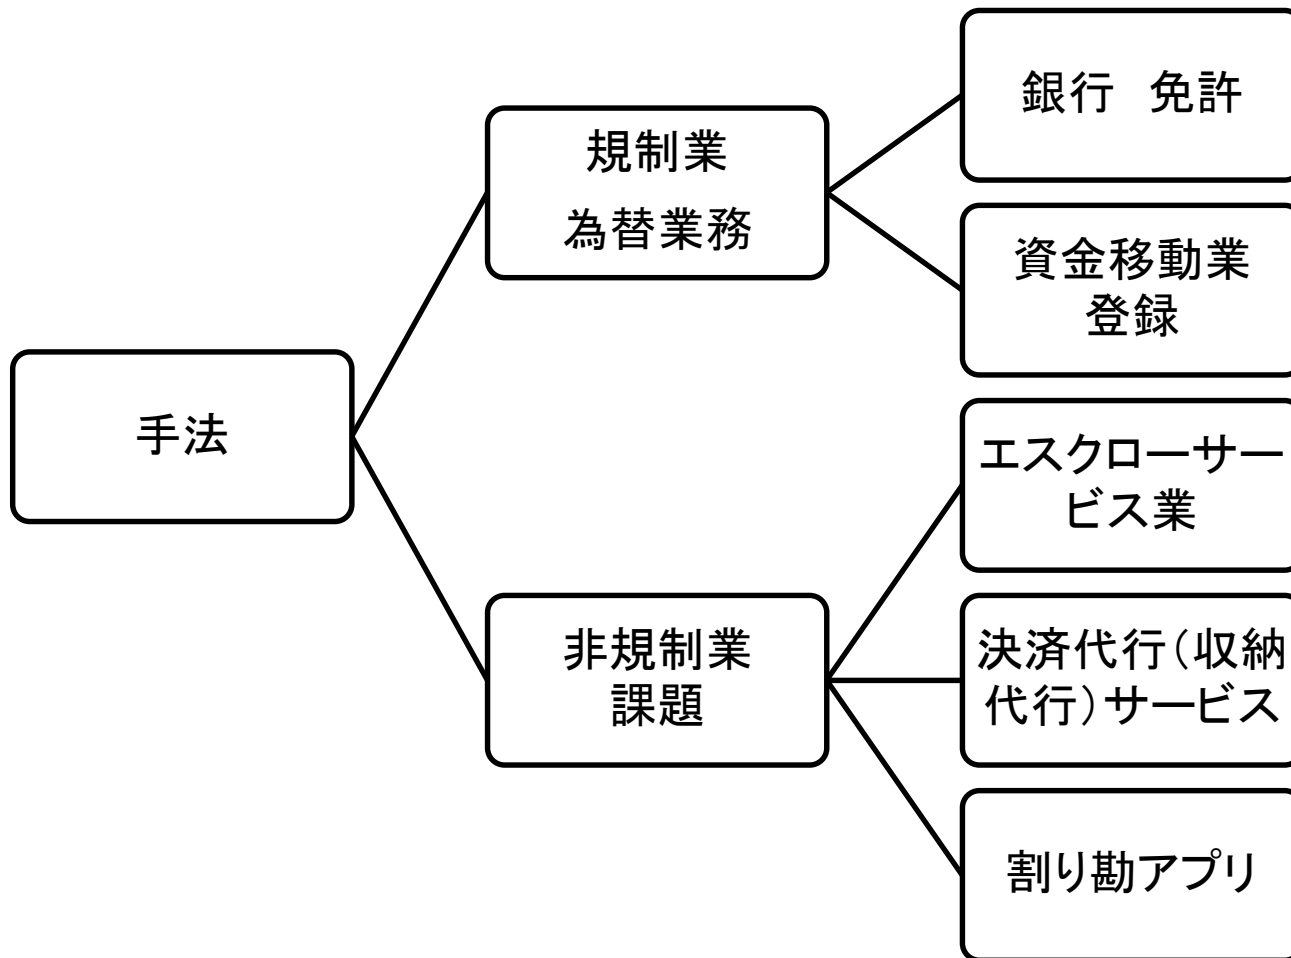 手法
規制業
為替業務
銀行　免許
資金移動業
登録
非規制業
課題
エスクローサー
ビス業
決済代行(収納
代行)サービス
割り勘アプリ